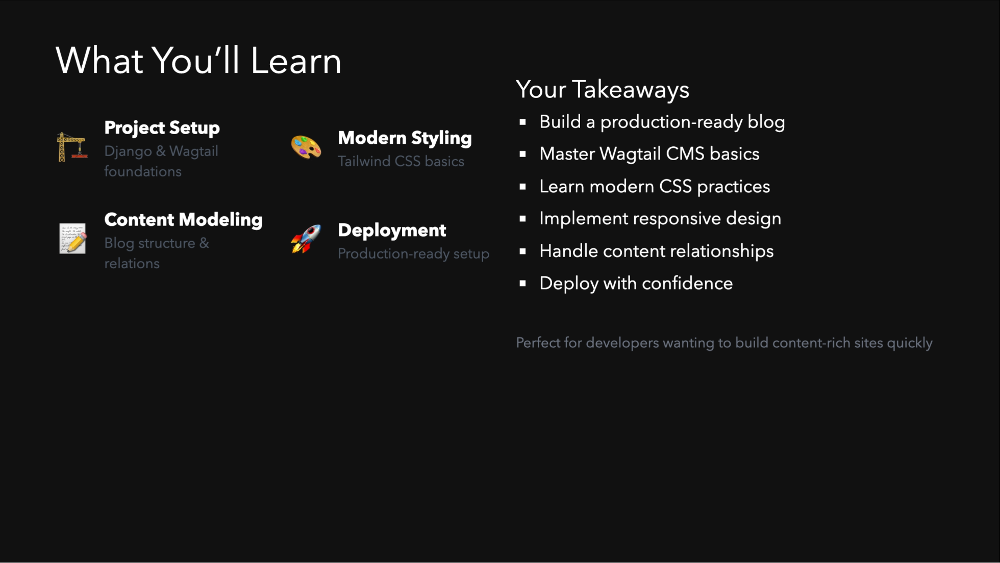 What You’ll Learn
Project Setup
Django & Wagtail
foundations
Modern Styling
Tailwind CSS basics
Content Modeling
Blog structure &
relations
Deployment
Production-ready setup
Your Takeaways
▪ Build a production-ready blog
▪ Master Wagtail CMS basics
▪ Learn modern CSS practices
▪ Implement responsive design
▪ Handle content relationships
▪ Deploy with confidence
Perfect for developers wanting to build content-rich sites quickly